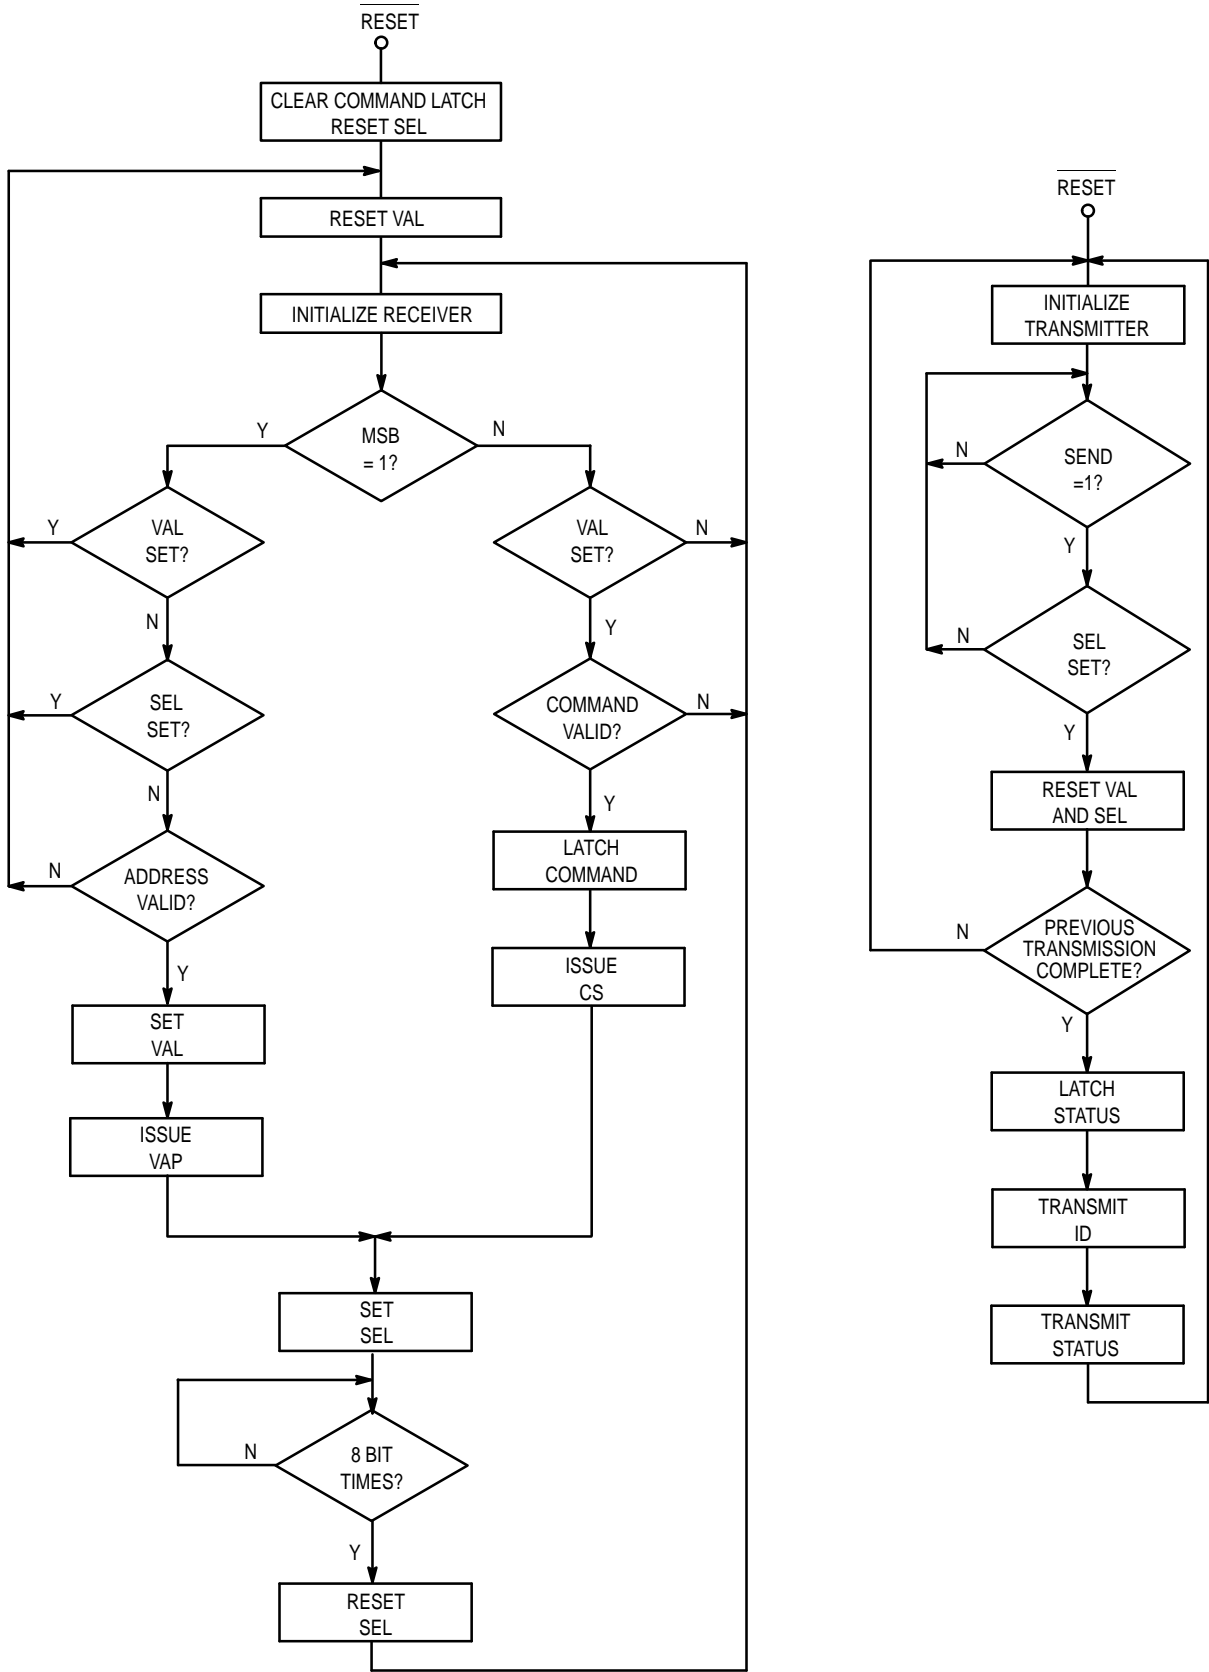 RESET
CLEAR COMMAND LATCH
RESET SEL
RESET VAL
INITIALIZE RECEIVER
MSB
= 1?
Y
N
VAL
SET?
Y
N
SEL
SET?
Y
N
ADDRESS
VALID?
N
Y
SET
VAL
ISSUE
VAP
VAL
SET?
N
Y
COMMAND
VALID?
N
Y
LATCH
COMMAND
ISSUE
CS
SET
SEL
8 BIT
TIMES?
N
Y
RESET
SEL
RESET
INITIALIZE
TRANSMITTER
SEND
=1?
N
Y
SEL
SET?
N
Y
RESET VAL
AND SEL
PREVIOUS
TRANSMISSION
COMPLETE?
N
Y
LATCH
STATUS
TRANSMIT
ID
TRANSMIT
STATUS